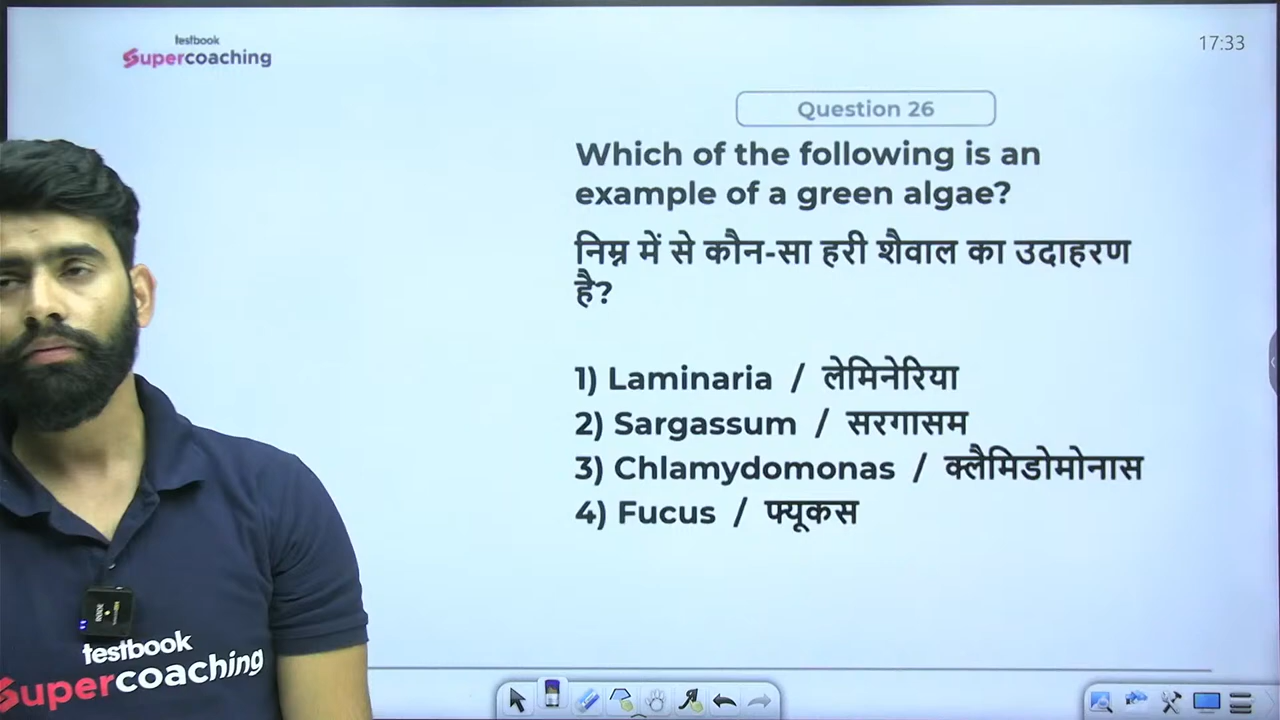 testbook
Supercoaching
17:33
Question 26
Which of the following is an
example of a green algae?
निम्न में से कौन-सा हरी शैवाल का उदाहरण
है?
1) Laminaria / लेमिनेरिया
2) Sargassum / सरगासम
3) Chlamydomonas / क्लैमिडोमोनास
4) Fucus / फ्यूकस
testbook
Supercoaching